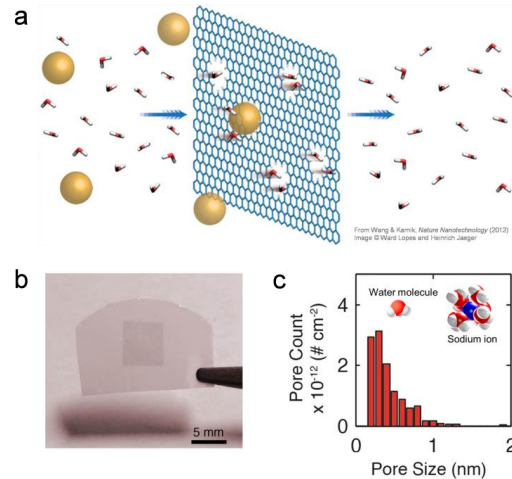 a
From Wang & Karnik, Nature Nanotechnology (2012)
Image © Ward Lopes and Heinrich Jaeger
b
5 mm
c
Pore Count
x 10⁻¹² (# cm⁻²)
4
2
0
Water molecule
Sodium ion
0
1
2
Pore Size (nm)